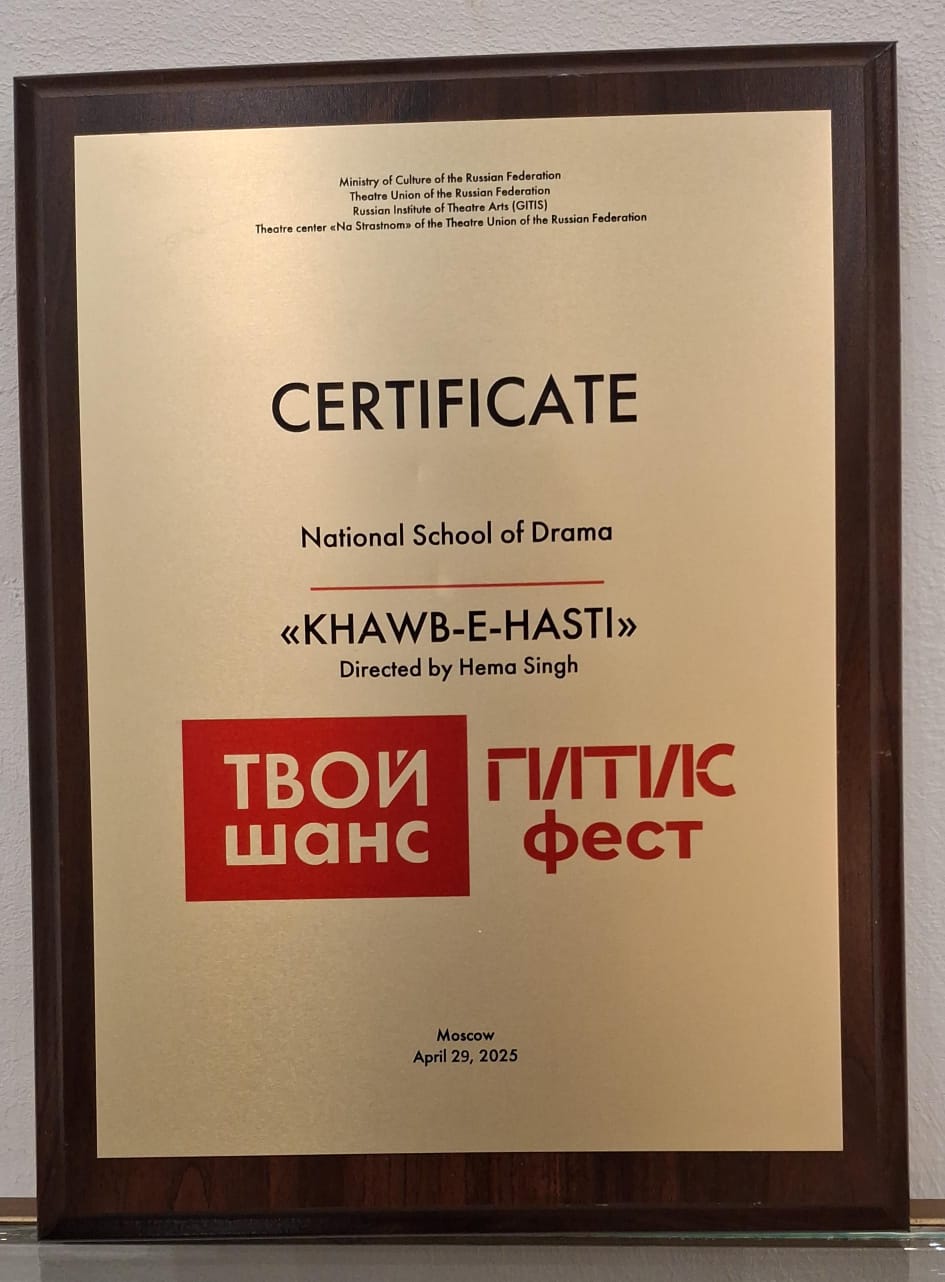 Ministry of Culture of the Russian Federation
Theatre Union of the Russian Federation
Russian Institute of Theatre Arts (GITIS)
Theatre center «Na Strastnom» of the Theatre Union of the Russian Federation
CERTIFICATE
National School of Drama
«KHAWB-E-HASTI»
Directed by Hema Singh
ТВОЙ
шанс
ГИТИС
фест
Moscow
April 29, 2025